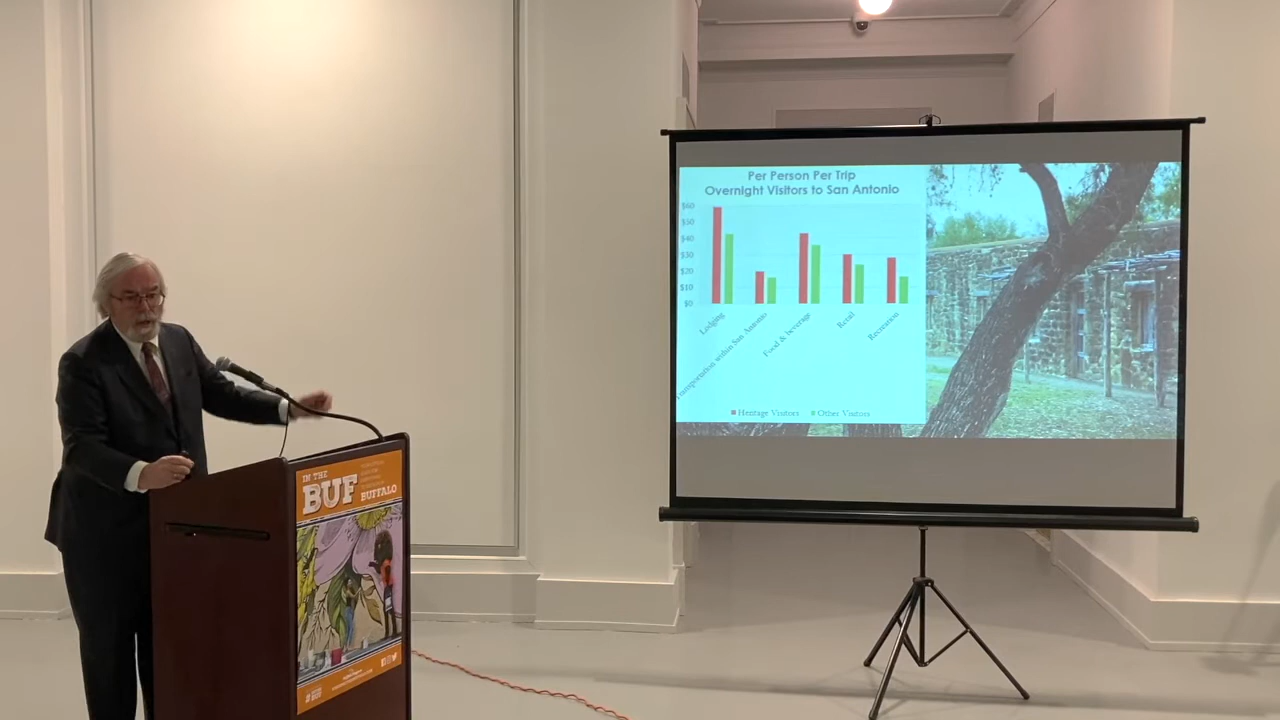 Per Person Per Trip
Overnight Visitors to San Antonio
$60
$50
$40
$30
$20
$10
$0
Lodging
Transportation within San Antonio
Food & beverage
Retail
Recreation
Heritage Visitors
Other Visitors
IN THE
BUF
BUFFALO